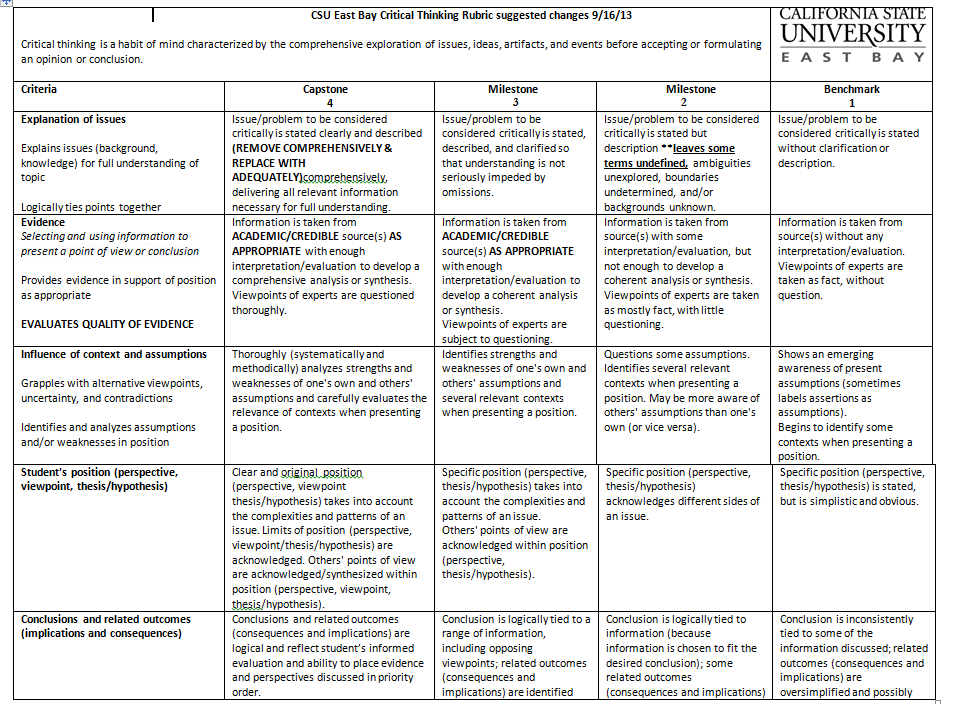 CSU East Bay Critical Thinking Rubric suggested changes 9/16/13
Critical thinking is a habit of mind characterized by the comprehensive exploration of issues, ideas, artifacts, and events before accepting or formulating
an opinion or conclusion.
CALIFORNIA STATE
UNIVERSITY
EAST BAY
Criteria
Capstone
4
Milestone
3
Milestone
2
Benchmark
1
Explanation of issues
Explains issues (background,
knowledge) for full understanding of
topic
Logically ties points together
Issue/problem to be considered
critically is stated clearly and described
(REMOVE COMPREHENSIVELY &
REPLACE WITH
ADEQUATELY)comprehensively,
delivering all relevant information
necessary for full understanding.
Issue/problem to be
considered critically is stated,
described, and clarified so
that understanding is not
seriously impeded by
omissions.
Issue/problem to be considered
critically is stated but
description **leaves some
terms undefined, ambiguities
unexplored, boundaries
undetermined, and/or
backgrounds unknown.
Issue/problem to be
considered critically is stated
without clarification or
description.
Evidence
Selecting and using information to
present a point of view or conclusion
Provides evidence in support of position
as appropriate
EVALUATES QUALITY OF EVIDENCE
Information is taken from
ACADEMIC/CREDIBLE source(s) AS
APPROPRIATE with enough
interpretation/evaluation to develop a
comprehensive analysis or synthesis.
Viewpoints of experts are questioned
thoroughly.
Information is taken from
ACADEMIC/CREDIBLE
source(s) AS APPROPRIATE
with enough
interpretation/evaluation to
develop a coherent analysis
or synthesis.
Viewpoints of experts are
subject to questioning.
Information is taken from
source(s) with some
interpretation/evaluation, but
not enough to develop a
coherent analysis or synthesis.
Viewpoints of experts are taken
as mostly fact, with little
questioning.
Information is taken from
source(s) without any
interpretation/evaluation.
Viewpoints of experts are
taken as fact, without
question.
Influence of context and assumptions
Grapples with alternative viewpoints,
uncertainty, and contradictions
Identifies and analyzes assumptions
and/or weaknesses in position
Thoroughly (systematically and
methodically) analyzes strengths and
weaknesses of one's own and others'
assumptions and carefully evaluates the
relevance of contexts when presenting
a position.
Identifies strengths and
weaknesses of one's own and
others' assumptions and
several relevant contexts
when presenting a position.
Questions some assumptions.
Identifies several relevant
contexts when presenting a
position. May be more aware of
others' assumptions than one's
own (or vice versa).
Shows an emerging
awareness of present
assumptions (sometimes
labels assertions as
assumptions).
Begins to identify some
contexts when presenting a
position.
Student's position (perspective,
viewpoint, thesis/hypothesis)
Clear and original position
(perspective, viewpoint
thesis/hypothesis) takes into account
the complexities and patterns of an
issue. Limits of position (perspective,
viewpoint/thesis/hypothesis) are
acknowledged. Others' points of view
are acknowledged/synthesized within
position (perspective, viewpoint,
thesis/hypothesis).
Specific position (perspective,
thesis/hypothesis) takes into
account the complexities and
patterns of an issue.
Others' points of view are
acknowledged within position
(perspective,
thesis/hypothesis).
Specific position (perspective,
thesis/hypothesis)
acknowledges different sides of
an issue.
Specific position (perspective,
thesis/hypothesis) is stated,
but is simplistic and obvious.
Conclusions and related outcomes
(implications and consequences)
Conclusions and related outcomes
(consequences and implications) are
logical and reflect student's informed
evaluation and ability to place evidence
and perspectives discussed in priority
order.
Conclusion is logically tied to a
range of information,
including opposing
viewpoints; related outcomes
(consequences and
implications) are identified
Conclusion is logically tied to
information (because
information is chosen to fit the
desired conclusion); some
related outcomes
(consequences and implications)
Conclusion is inconsistently
tied to some of the
information discussed; related
outcomes (consequences and
implications) are
oversimplified and possibly